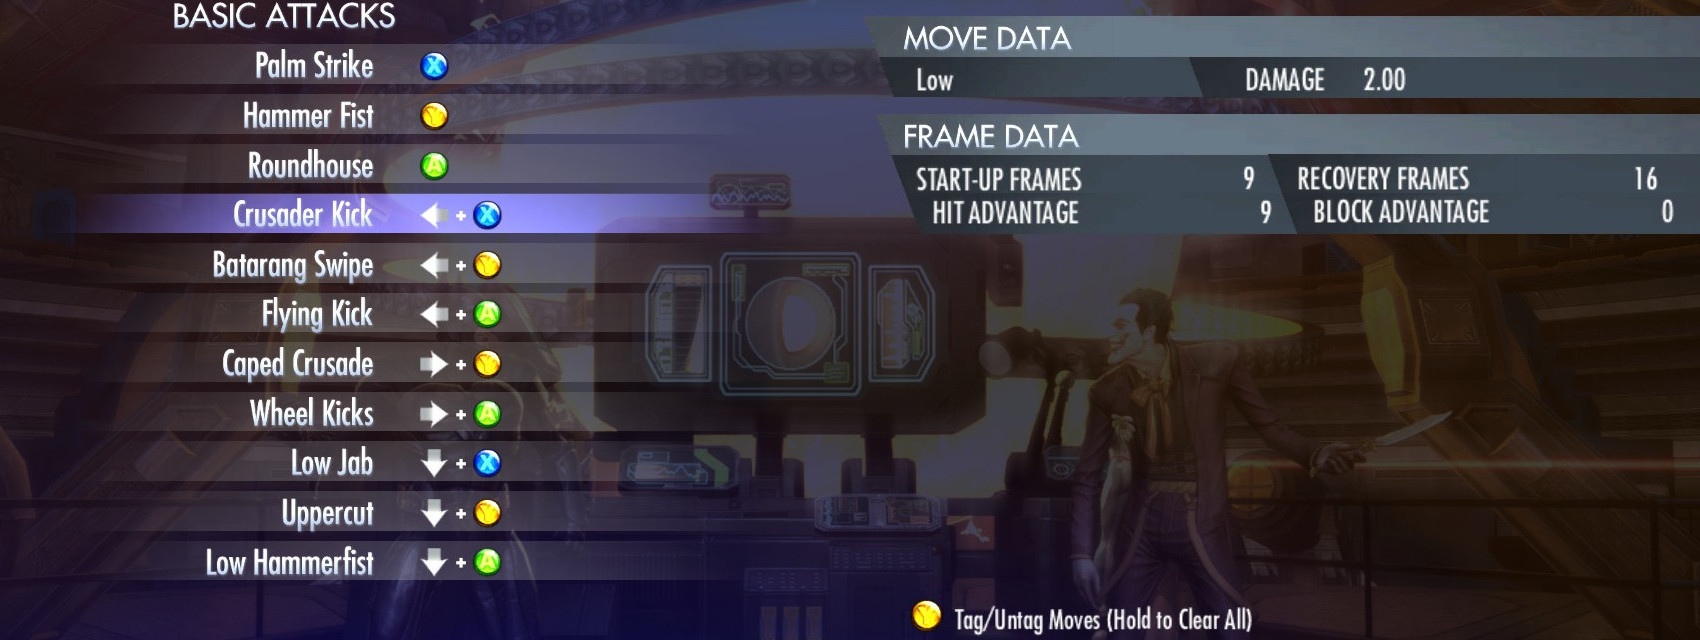 BASIC ATTACKS
Palm Strike X
Hammer Fist Y
Roundhouse A
Crusader Kick + X
Batarang Swipe + Y
Flying Kick + A
Caped Crusade + Y
Wheel Kicks + A
Low Jab + X
Uppercut + Y
Low Hammerfist + A
MOVE DATA
Low DAMAGE 2.00
FRAME DATA
START-UP FRAMES 9 RECOVERY FRAMES 16
HIT ADVANTAGE 9 BLOCK ADVANTAGE 0
Y Tag/Untag Moves (Hold to Clear All)